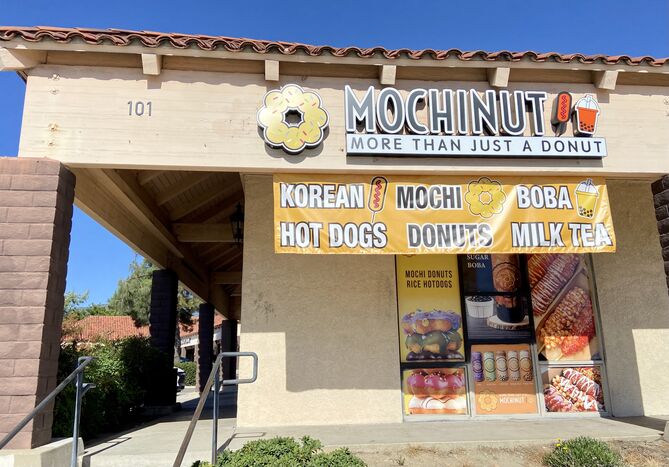 101
MOCHINUT
MORE THAN JUST A DONUT
KOREAN MOCHI BOBA
HOT DOGS DONUTS MILK TEA
SUGAR
BOBA
MOCHI DONUTS
RICE HOTDOGS
MOCHINUT